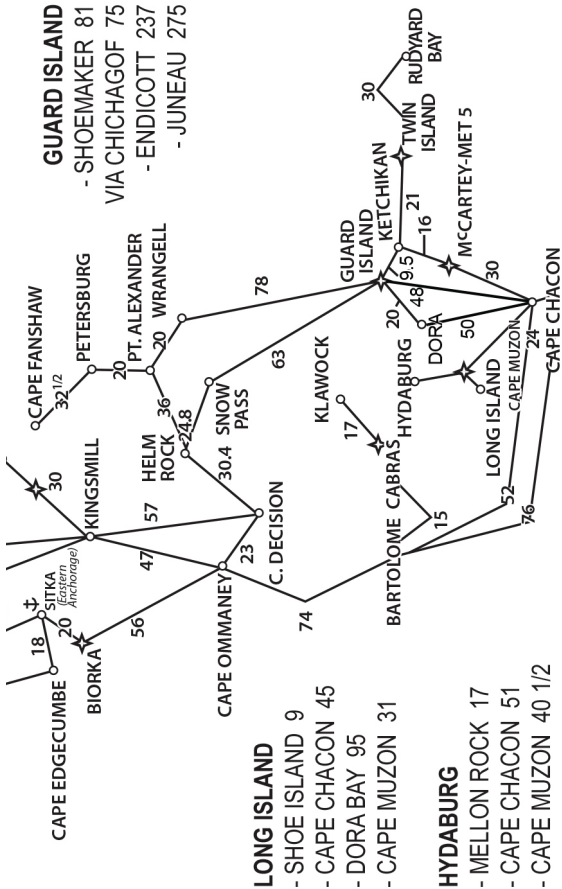 GUARD ISLAND
- SHOEMAKER 81
VIA CHICHAGOF 75
- ENDICOTT 237
- JUNEAU 275
CAPE FANSHAW
32 1/2
PETERSBURG
20
PT. ALEXANDER
20
WRANGELL
36
78
HELM
ROCK
24.8
SNOW
PASS
63
30.4
30
KINGSMILL
57
47
SITKA
(Eastern
Anchorage)
18
20
BIORKA
CAPE EDGECUMBE
56
CAPE OMMANEY
23
C. DECISION
74
KLAWOCK
17
CABRAS
15
BARTOLOME
GUARD
ISLAND
KETCHIKAN
21
TWIN
ISLAND
30
RUDYARD
BAY
16
McCARTEY-MET 5
9.5
48
20
30
50
DORA
HYDABURG
LONG ISLAND
CAPE MUZON
24
CAPE CHACON
52
76
LONG ISLAND
- SHOE ISLAND 9
- CAPE CHACON 45
- DORA BAY 95
- CAPE MUZON 31
HYDABURG
- MELLON ROCK 17
- CAPE CHACON 51
- CAPE MUZON 40 1/2